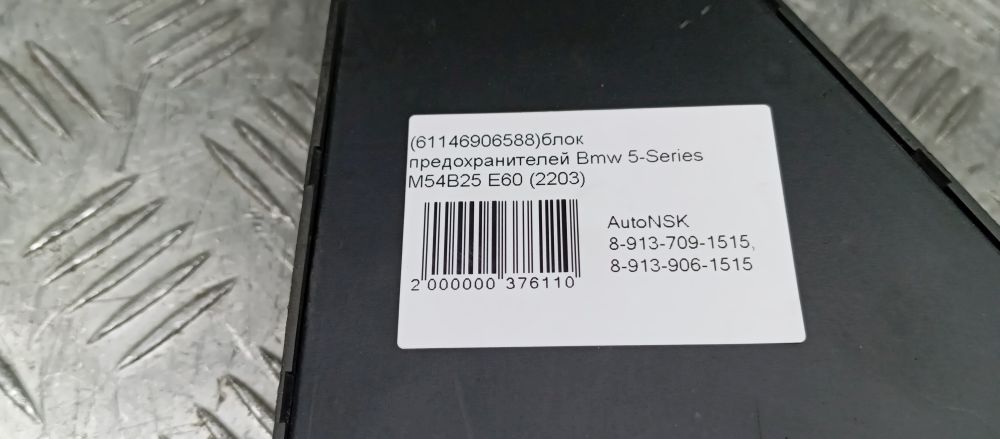 (61146906588)блок
предохранителей Bmw 5-Series
M54B25 E60 (2203)
AutoNSK
8-913-709-1515,
8-913-906-1515
2 000000 376110